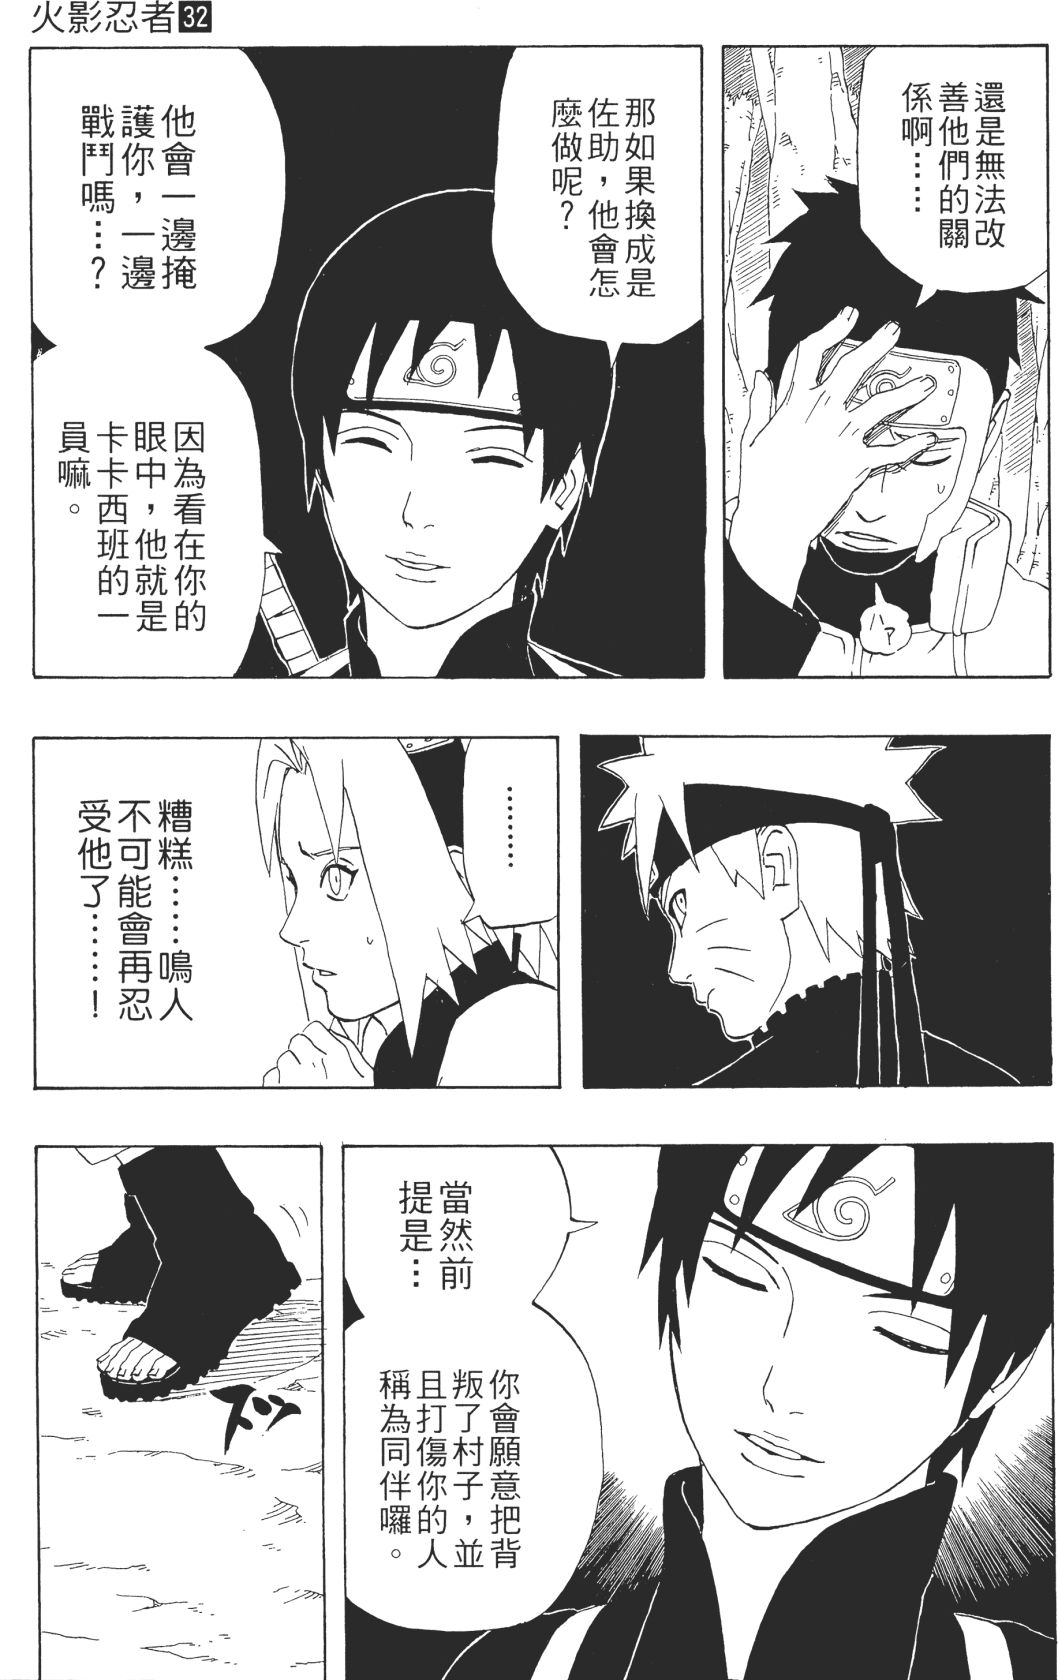 火影忍者32
還是無法改
善他們的關
係啊……
ハァ
那如果換成是
佐助，他會怎
麼做呢？
他會一邊掩
護你，一邊
戰鬥嗎…？
因為看在你的
眼中，他就是
卡卡西班的一
員嘛。
………
糟糕……鳴人
不可能會再忍
受他了……！
當然前
提是…
你會願意把背
叛了村子，並
且打傷你的人
稱為同伴囉。
ズッ